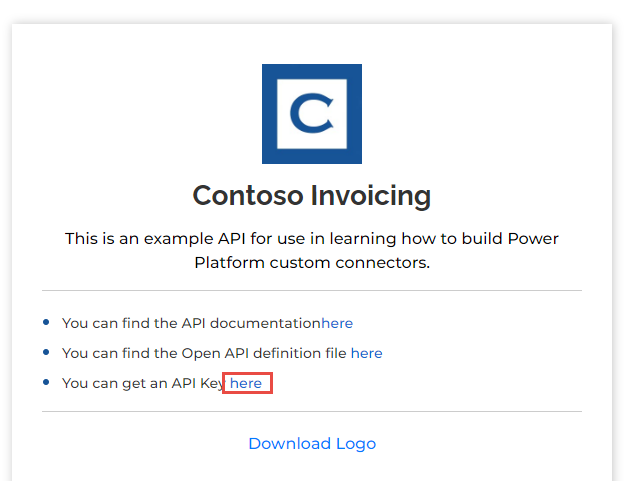 C
Contoso Invoicing
This is an example API for use in learning how to build Power
Platform custom connectors.
You can find the API documentationhere
You can find the Open API definition file here
You can get an API Key here
Download Logo